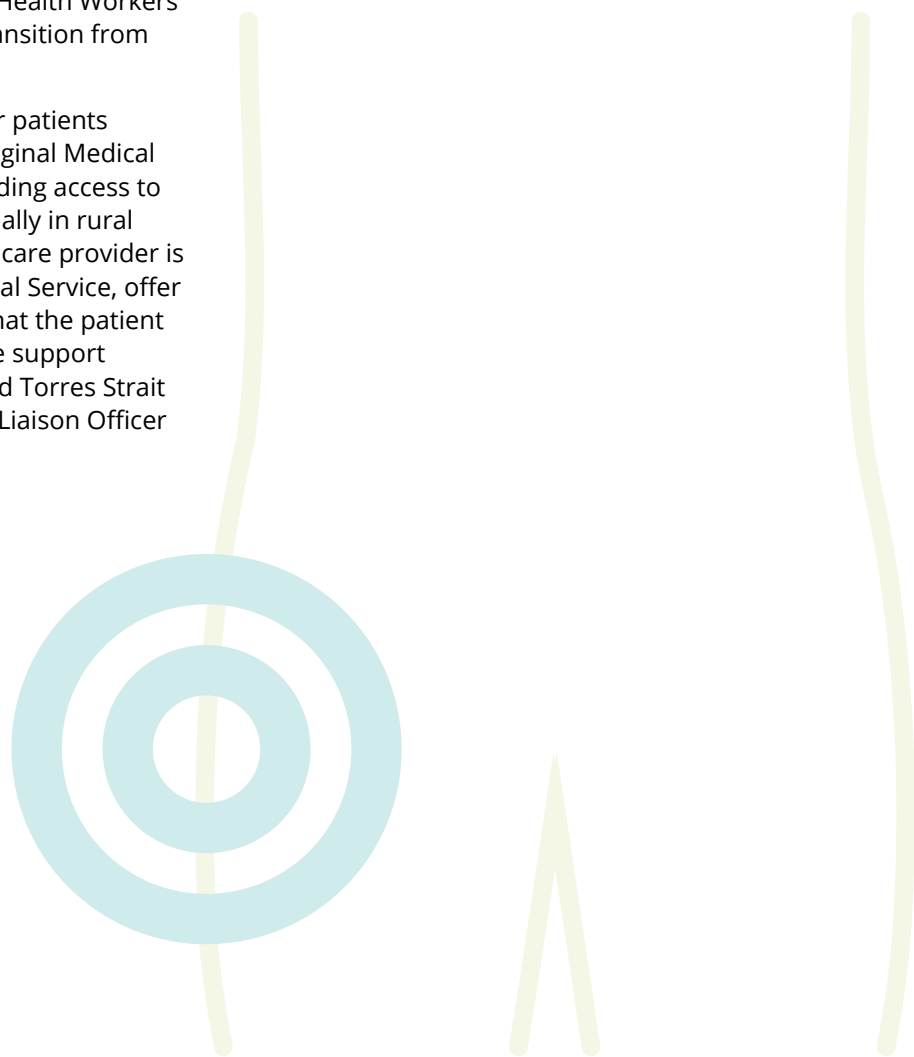 Health Workers
ansition from
r patients
ginal Medical
ding access to
ally in rural
care provider is
al Service, offer
hat the patient
e support
d Torres Strait
Liaison Officer